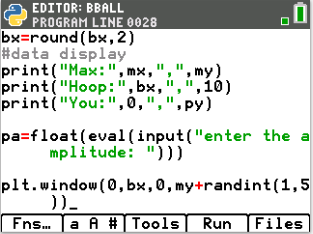 EDITOR: BBALL
PROGRAM LINE 0028
bx=round(bx,2)
#data display
print("Max:",mx,",",my)
print("Hoop:",bx,",",10)
print("You:",0,",",py)
pa=float(eval(input("enter the a
mplitude: ")))
plt.window(0,bx,0,my+randint(1,5
))_
Fns… a A # Tools Run Files